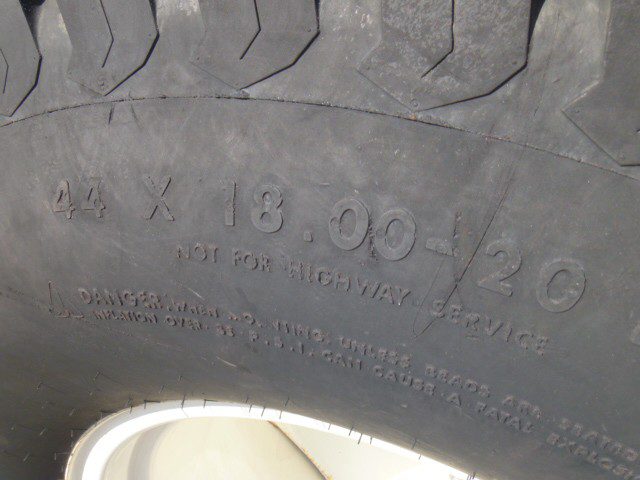 44 X 18.00-20
NOT FOR HIGHWAY SERVICE
DANGER: WHEN UNLESS BEADS ARE SEATED
INFLATION OVER 35 P.S.I. CAN CAUSE A FATAL EXPLOSI